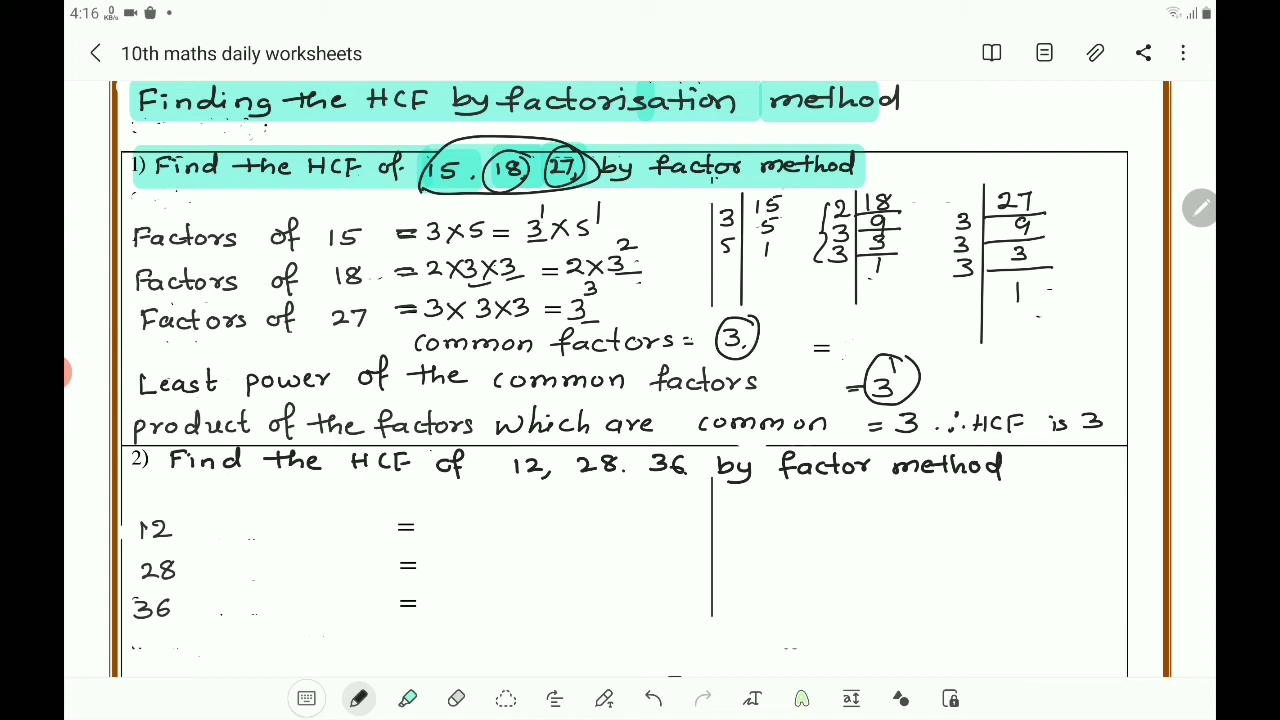 4:16 0 KB/s
10th maths daily worksheets
Finding the HCF by factorisation method
1) Find the HCF of 15. 18, 27, by factor method
Factors of 15 = 3×5 = 3¹×5¹
Factors of 18 = 2×3×3 = 2×3²
Factors of 27 = 3×3×3 = 3³
3 15
5 5
1
2 18
3 9
3 3
1
27
3 9
3 3
3
1
common factors = 3. =
Least power of the common factors = 3¹
product of the factors which are common = 3 ∴ HCF is 3
2) Find the HCF of 12, 28. 36 by factor method
12 =
28 =
36 =